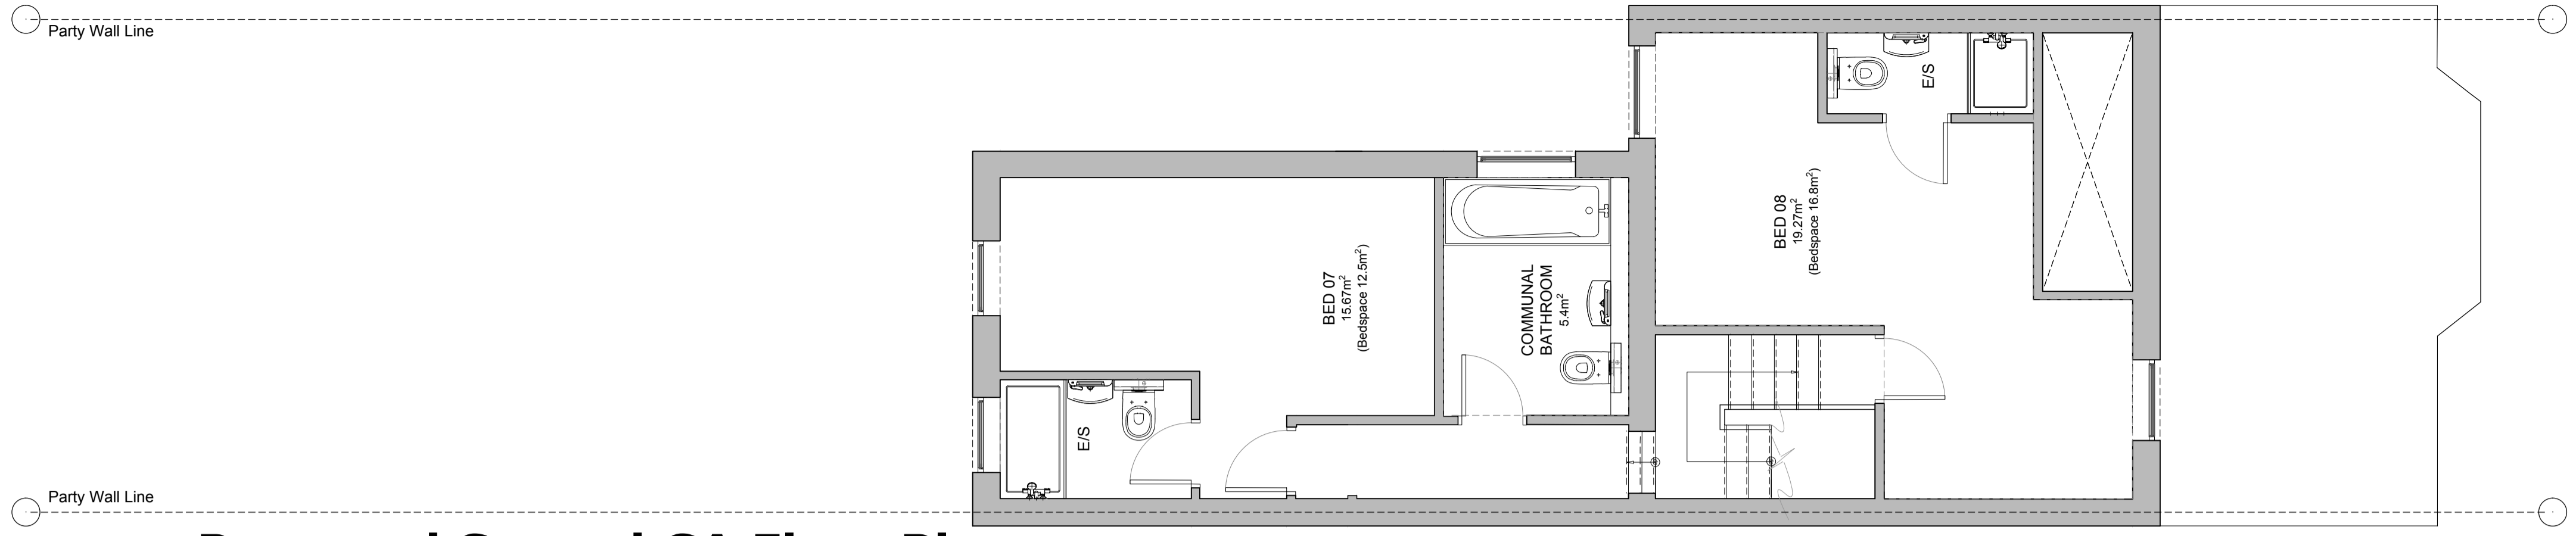 Party Wall Line
E/S
BED 08
19.27m²
(Bedspace 16.8m²)
BED 07
15.67m²
(Bedspace 12.5m²)
COMMUNAL
BATHROOM
5.4m²
E/S
Party Wall Line